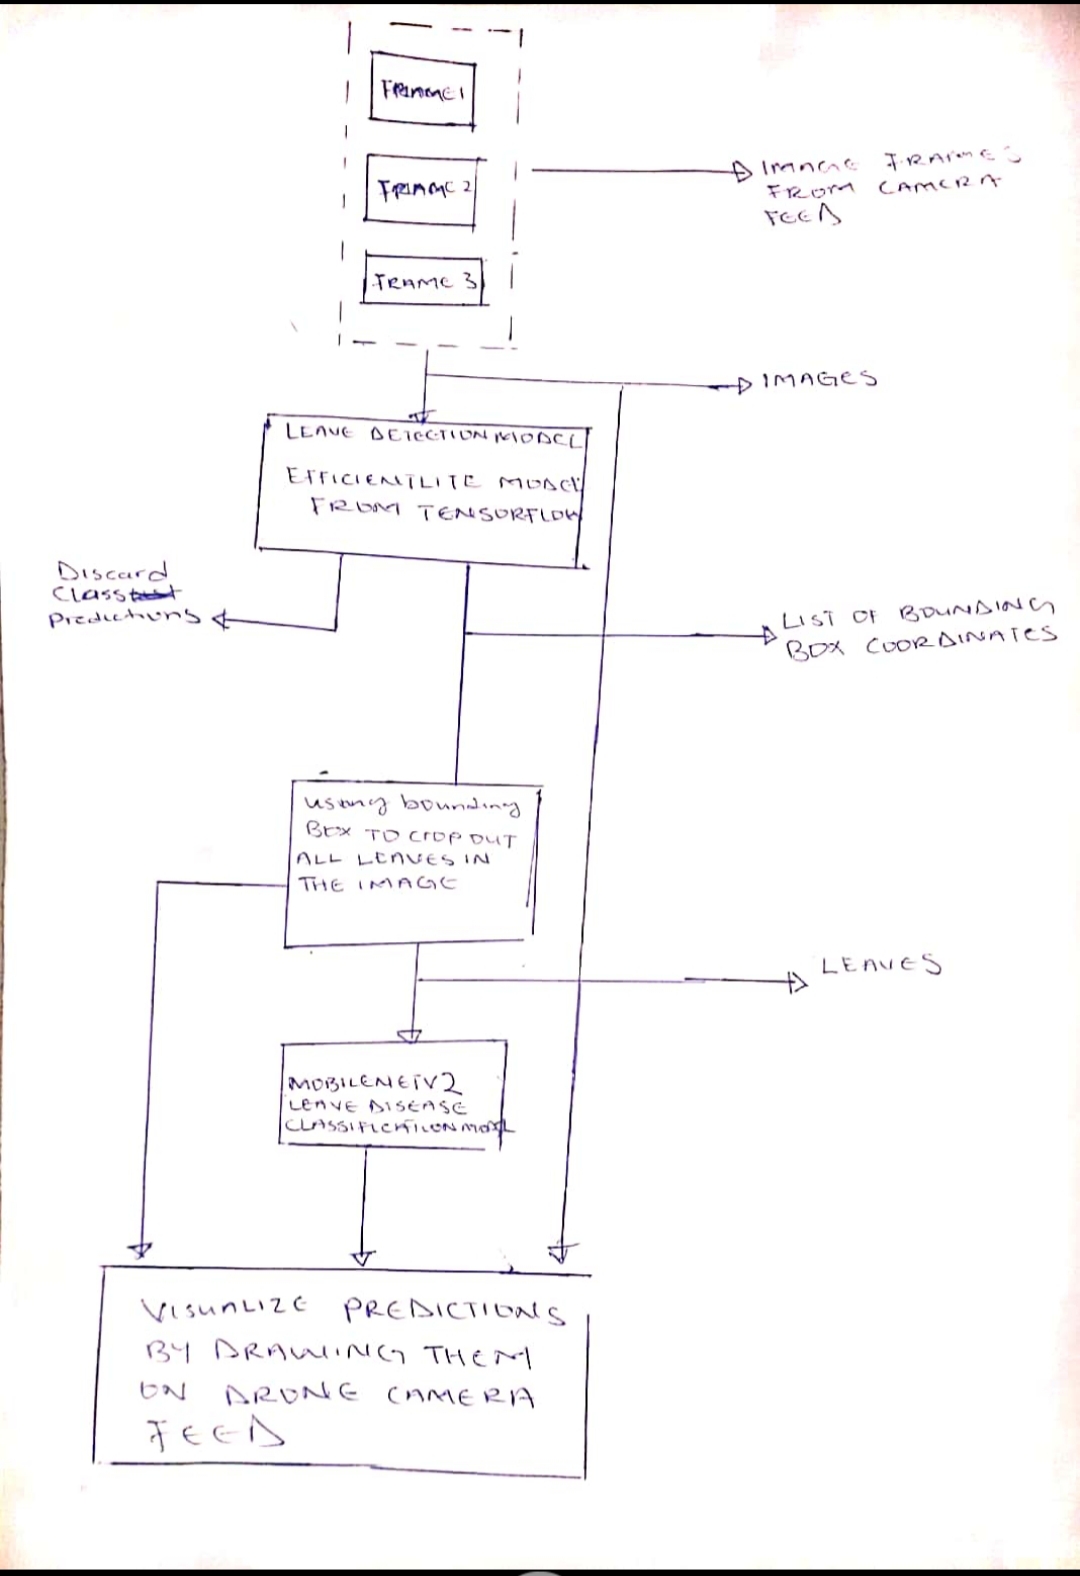 FRAME 1
FRAME 2
IMAGE FRAMES
FROM CAMERA
FEED
FRAME 3
IMAGES
LEAVE DETECTION MODEL
EFFICIENTLITE MODEL
FROM TENSORFLOW
Discard
Class
Predictions
LIST OF BOUNDING
BOX COORDINATES
using bounding
BOX TO CROP OUT
ALL LEAVES IN
THE IMAGE
LEAVES
MOBILENETV2
LEAVE DISEASE
CLASSIFICATION MODEL
VISUALIZE PREDICTIONS
BY DRAWING THEM
ON DRONE CAMERA
FEED